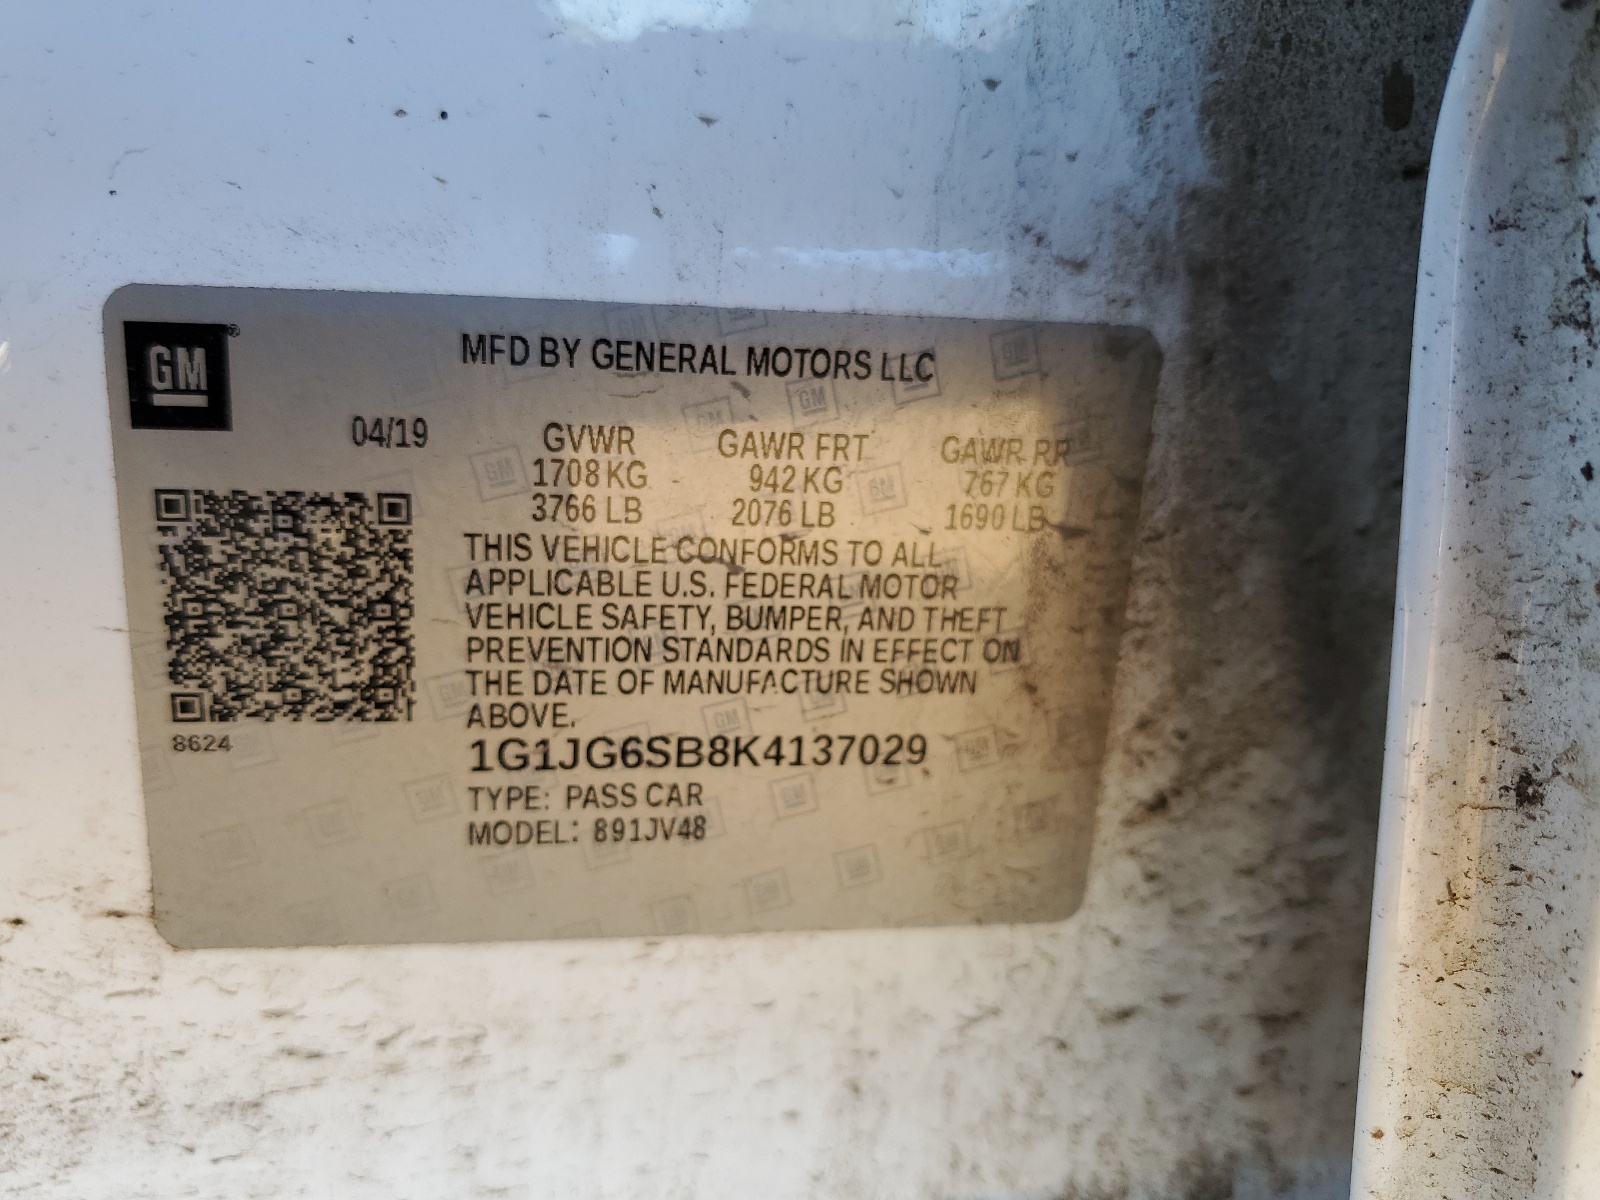 GM®
MFD BY GENERAL MOTORS LLC
04/19
GVWR GAWR FRT GAWR RR
1708 KG 942 KG 767 KG
3766 LB 2076 LB 1690 LB
THIS VEHICLE CONFORMS TO ALL
APPLICABLE U.S. FEDERAL MOTOR
VEHICLE SAFETY, BUMPER, AND THEFT
PREVENTION STANDARDS IN EFFECT ON
THE DATE OF MANUFACTURE SHOWN
ABOVE.
8624
1G1JG6SB8K4137029
TYPE: PASS CAR
MODEL: 891JV48